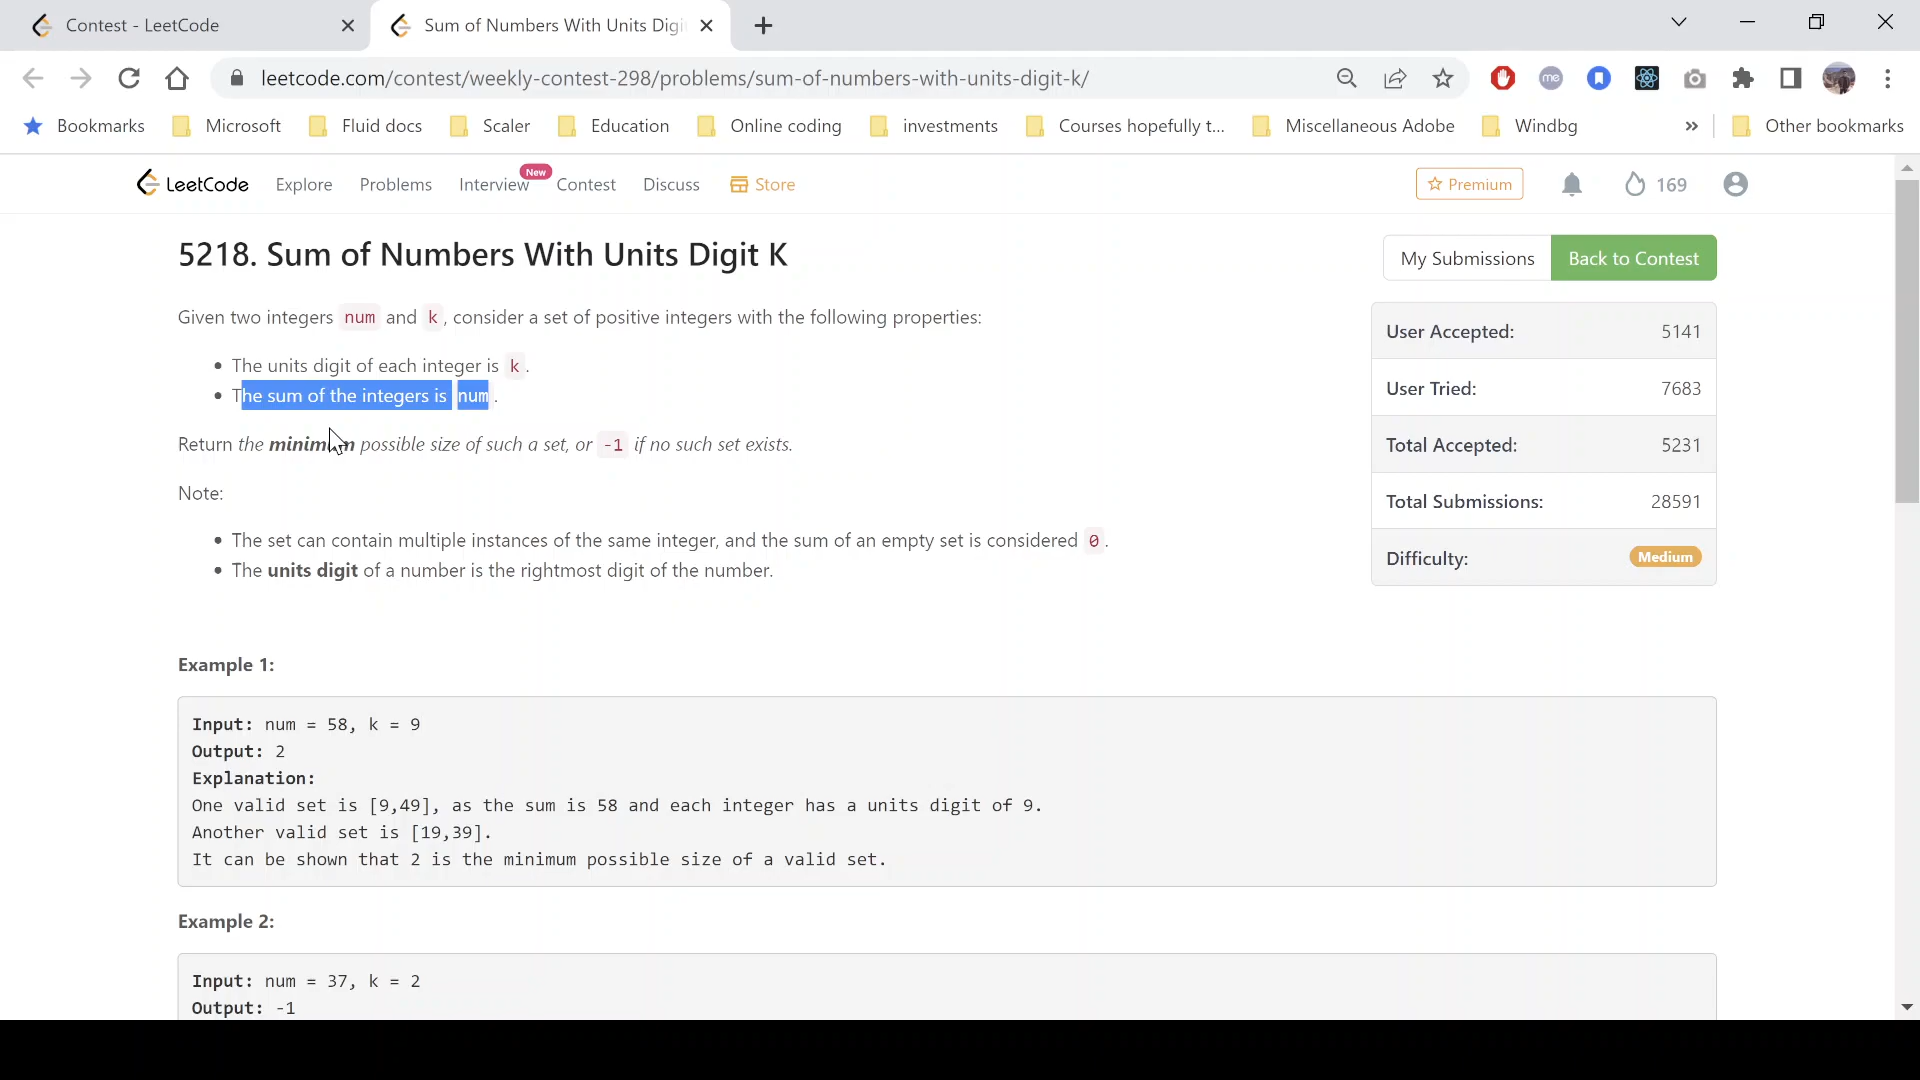 Contest - LeetCode
Sum of Numbers With Units Digi
leetcode.com/contest/weekly-contest-298/problems/sum-of-numbers-with-units-digit-k/
me
Bookmarks Microsoft Fluid docs Scaler Education Online coding investments Courses hopefully t... Miscellaneous Adobe Windbg » Other bookmarks
LeetCode Explore Problems Interview New Contest Discuss Store Premium 169
5218. Sum of Numbers With Units Digit K
My Submissions Back to Contest
Given two integers num and k, consider a set of positive integers with the following properties:
• The units digit of each integer is k.
• The sum of the integers is num.
Return the minimum possible size of such a set, or -1 if no such set exists.
Note:
• The set can contain multiple instances of the same integer, and the sum of an empty set is considered 0.
• The units digit of a number is the rightmost digit of the number.
User Accepted: 5141
User Tried: 7683
Total Accepted: 5231
Total Submissions: 28591
Difficulty: Medium
Example 1:
Input: num = 58, k = 9
Output: 2
Explanation:
One valid set is [9,49], as the sum is 58 and each integer has a units digit of 9.
Another valid set is [19,39].
It can be shown that 2 is the minimum possible size of a valid set.
Example 2:
Input: num = 37, k = 2
Output: -1